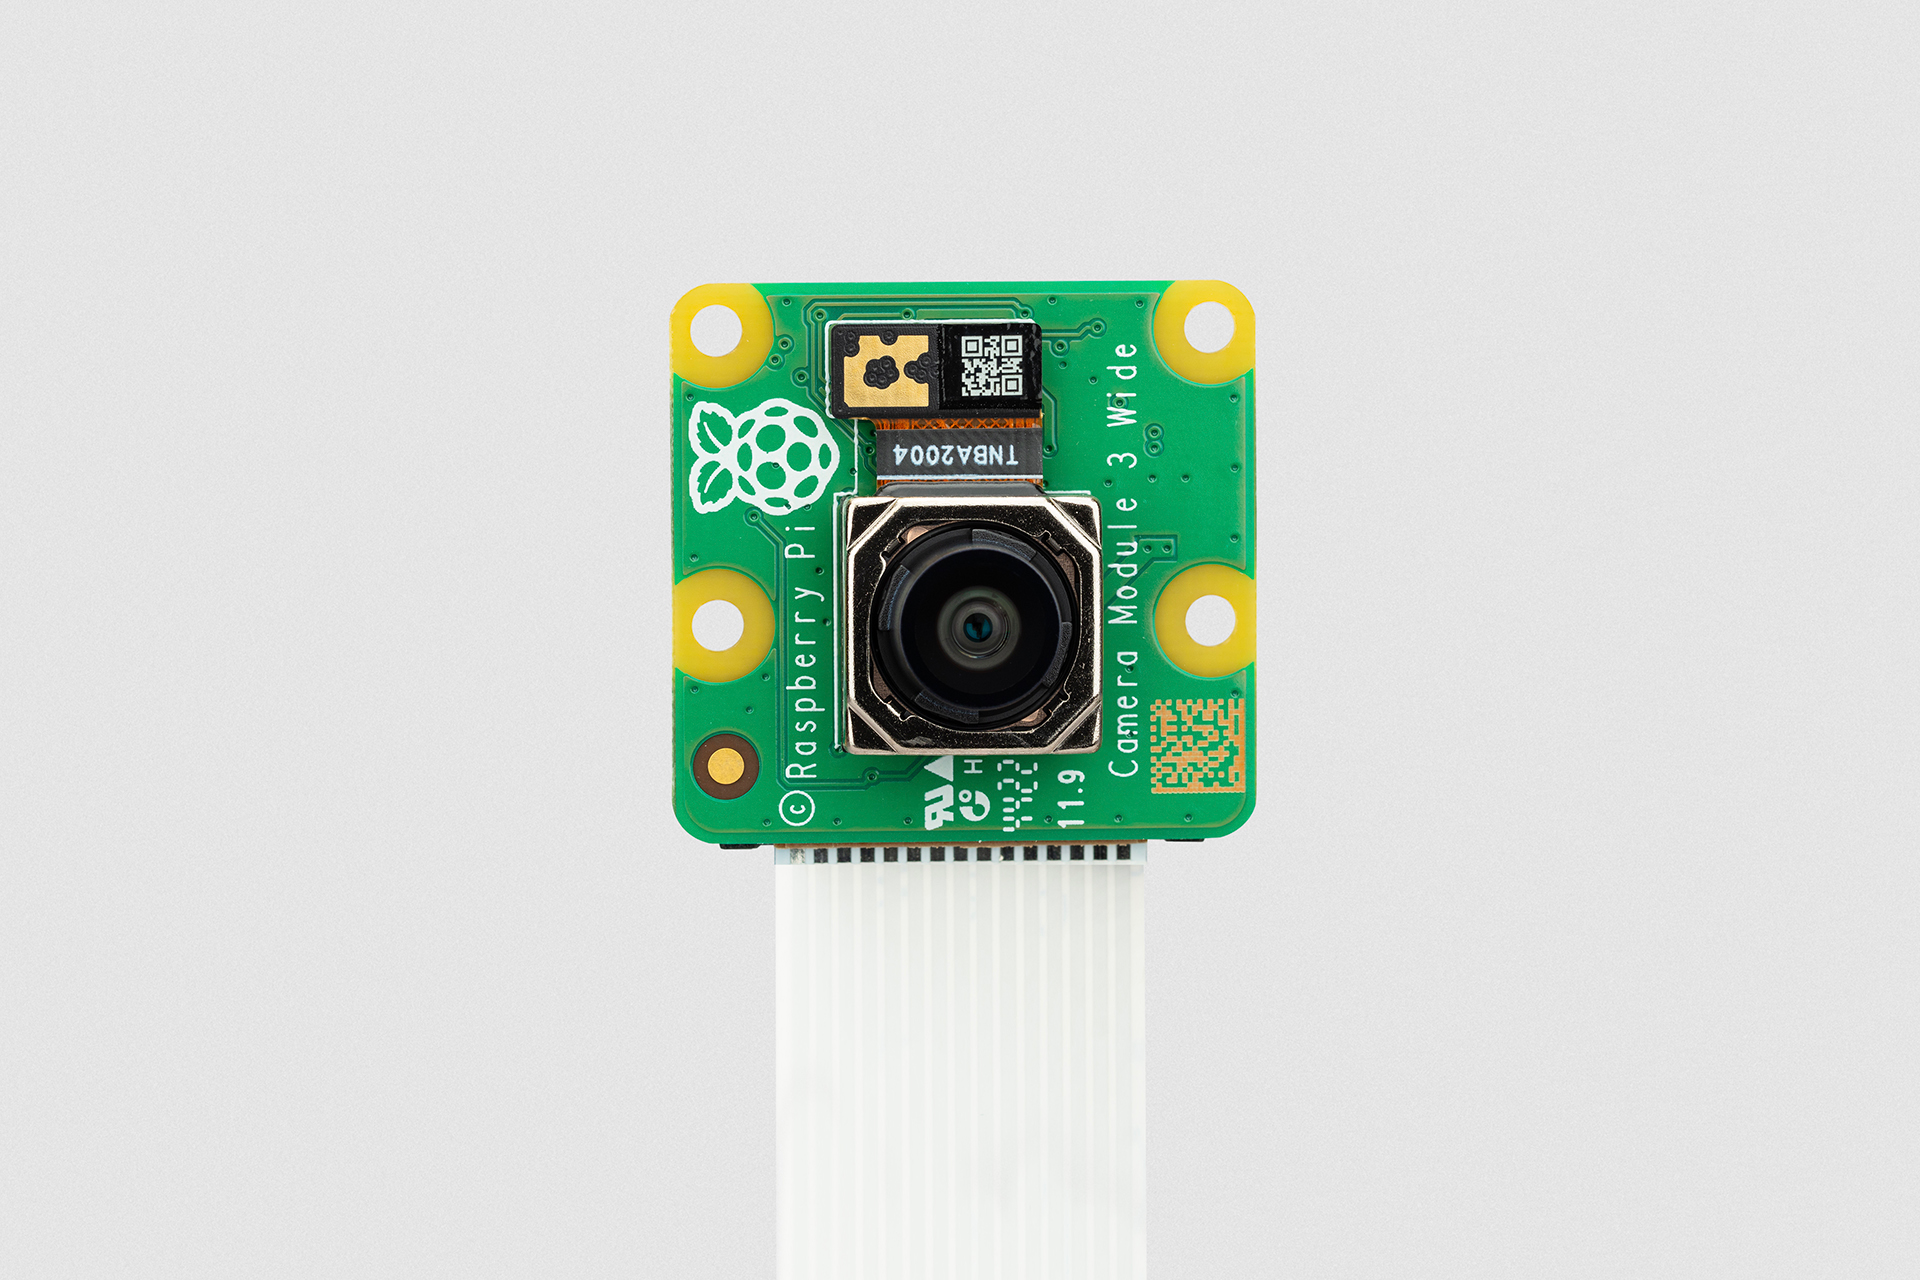 TNBA2004
© Raspberry Pi
Camera Module 3 Wide
11.9